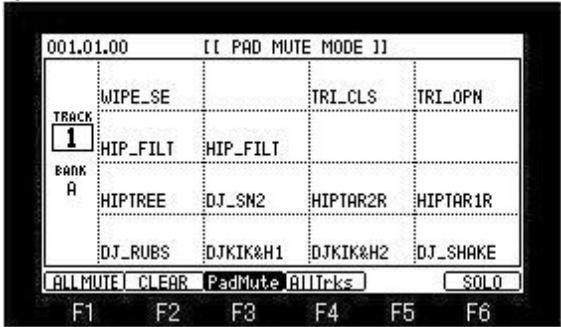 001.01.00 [[ PAD MUTE MODE ]]
WIPE_SE TRI_CLS TRI_OPN
TRACK
1 HIP_FILT HIP_FILT
BANK
A
HIPTREE DJ_SN2 HIPTAR2R HIPTAR1R
DJ_RUBS DJKIK&H1 DJKIK&H2 DJ_SHAKE
ALLMUTE CLEAR PadMute AllTrks SOLO
F1 F2 F3 F4 F5 F6